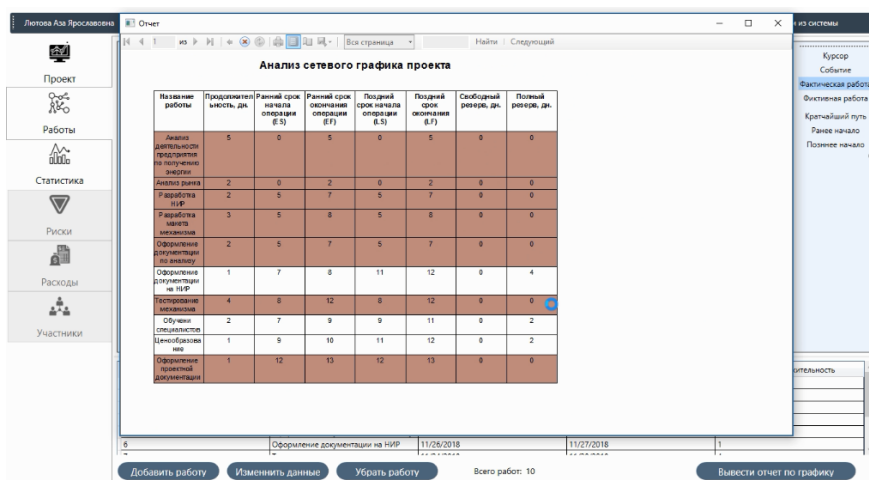 Лютова Аза Ярославовна
Отчет
из системы
1 из
Вся страница
Найти Следующий
Проект
Работы
Статистика
Риски
Расходы
Участники
Анализ сетевого графика проекта
Название работы Продолжительность, дн. Ранний срок начала операции (ES) Ранний срок окончания операции (EF) Поздний срок начала операции (LS) Поздний срок окончания (LF) Свободный резерв, дн. Полный резерв, дн.
Анализ деятельности предприятия по получению энергии 5 0 5 0 5 0 0
Анализ рынка 2 0 2 0 2 0 0
Разработка НИР 2 5 7 5 7 0 0
Разработка макета механизма 3 5 8 5 8 0 0
Оформление документации по анализу 2 5 7 5 7 0 0
Оформление документации на НИР 1 7 8 11 12 0 4
Тестирование механизма 4 8 12 8 12 0 0
Обучени специалистов 2 7 9 9 11 0 2
Ценообразование 1 9 10 11 12 0 2
Оформление проектной документации 1 12 13 12 13 0 0
Курсор
Событие
Фактическая работа
Фиктивная работа
Кратчайший путь
Ранее начало
Позннее начало
жительность
6 Оформление документации на НИР 11/26/2018 11/27/2018 1
Добавить работу
Изменнить данные
Убрать работу
Всего работ: 10
Вывести отчет по графику